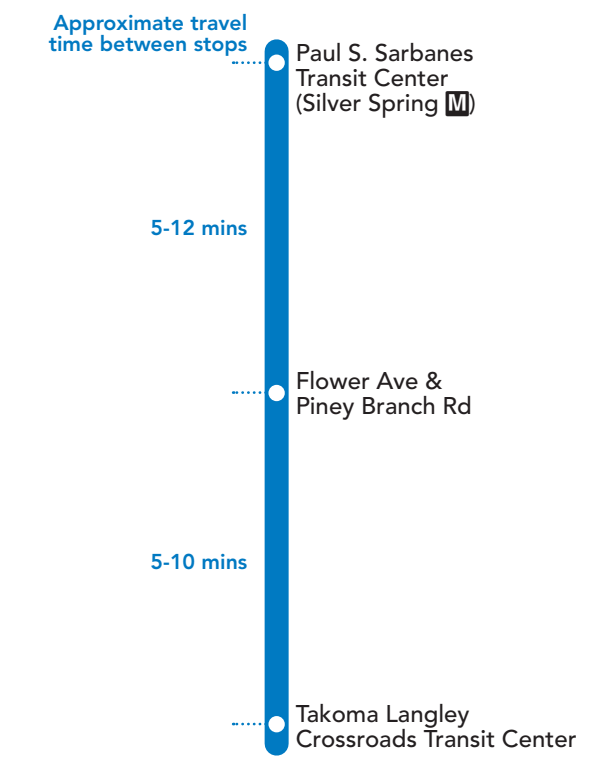 Approximate travel
time between stops
Paul S. Sarbanes
Transit Center
(Silver Spring M)
5-12 mins
Flower Ave &
Piney Branch Rd
5-10 mins
Takoma Langley
Crossroads Transit Center